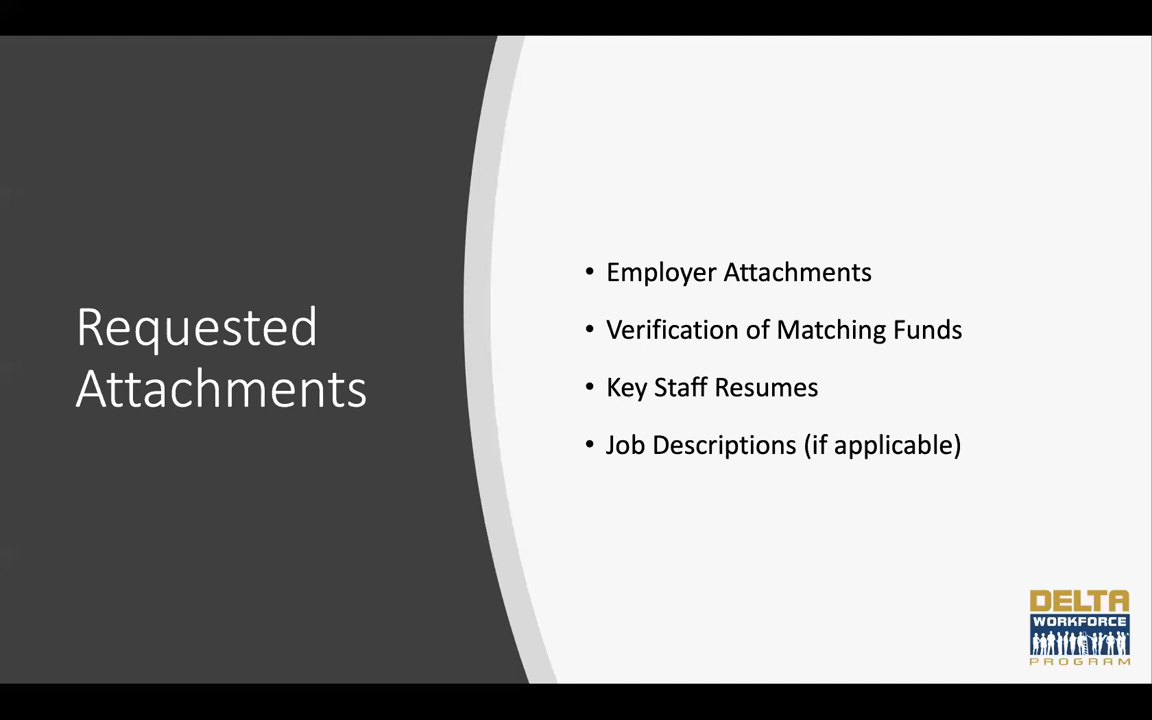 Requested
Attachments
• Employer Attachments
• Verification of Matching Funds
• Key Staff Resumes
• Job Descriptions (if applicable)
DELTA
WORKFORCE
PROGRAM